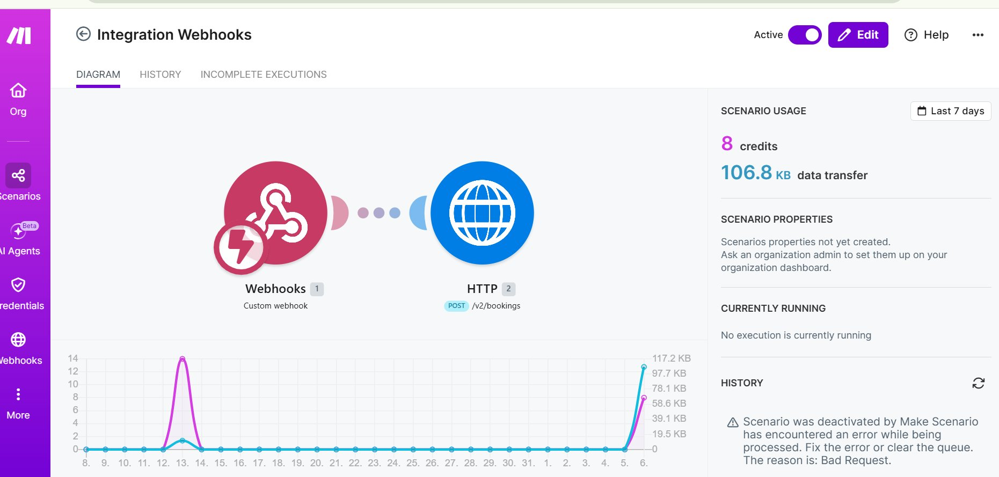 Integration Webhooks
Active
Edit
Help
DIAGRAM
HISTORY
INCOMPLETE EXECUTIONS
Org
Scenarios
Beta
AI Agents
redentials
Webhooks
More
Webhooks 1
Custom webhook
HTTP 2
POST /v2/bookings
14
12
10
8
6
4
2
0
117.2 KB
97.7 KB
78.1 KB
58.6 KB
39.1 KB
19.5 KB
0
8. 9. 10. 11. 12. 13. 14. 15. 16. 17. 18. 19. 20. 21. 22. 23. 24. 25. 26. 27. 28. 29. 30. 31. 1. 2. 3. 4. 5. 6.
SCENARIO USAGE
Last 7 days
8 credits
106.8 KB data transfer
SCENARIO PROPERTIES
Scenarios properties not yet created.
Ask an organization admin to set them up on your
organization dashboard.
CURRENTLY RUNNING
No execution is currently running
HISTORY
Scenario was deactivated by Make Scenario
has encountered an error while being
processed. Fix the error or clear the queue.
The reason is: Bad Request.